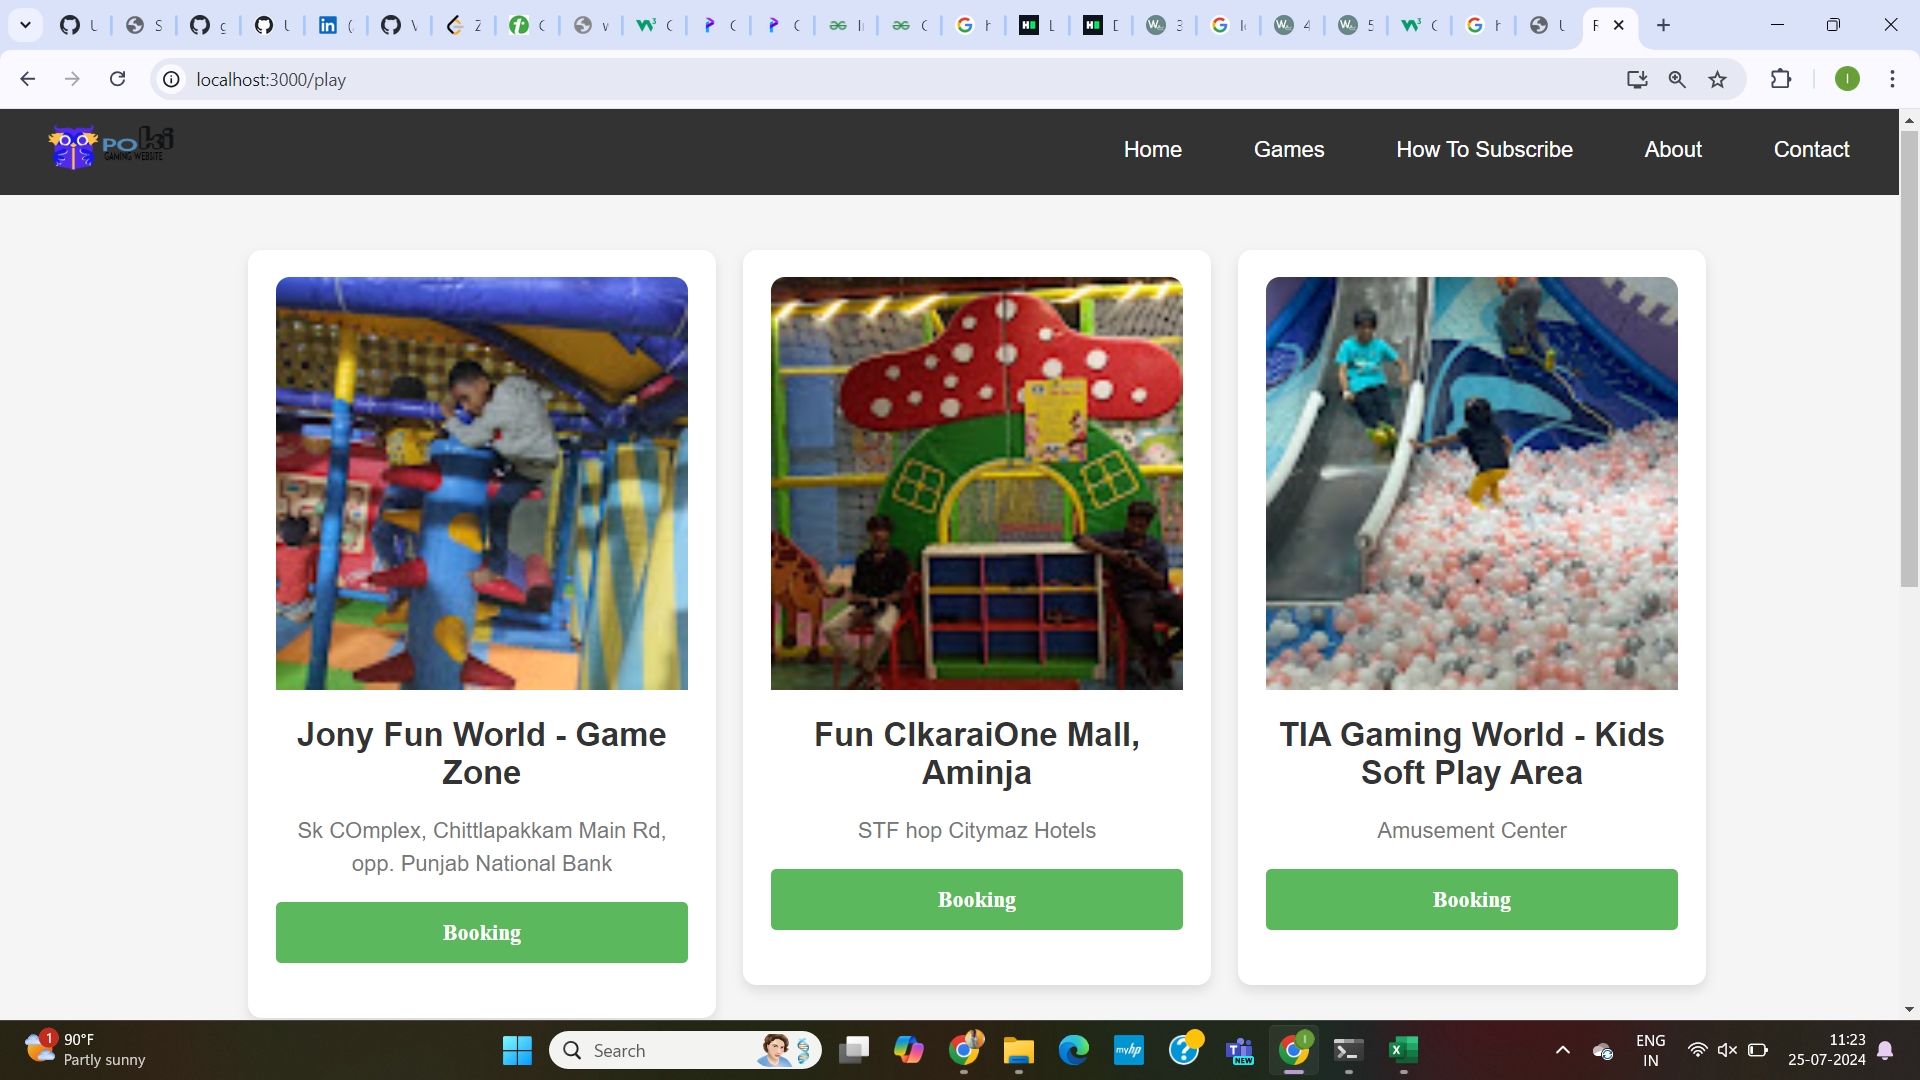 localhost:3000/play
POki
GAMING WEBSITE
Home
Games
How To Subscribe
About
Contact
Jony Fun World - Game
Zone
Sk COmplex, Chittlapakkam Main Rd,
opp. Punjab National Bank
Booking
Fun ClkaraiOne Mall,
Aminja
STF hop Citymaz Hotels
Booking
TIA Gaming World - Kids
Soft Play Area
Amusement Center
Booking
1
90°F
Partly sunny
Search
myhp
NEW
ENG
IN
11:23
25-07-2024